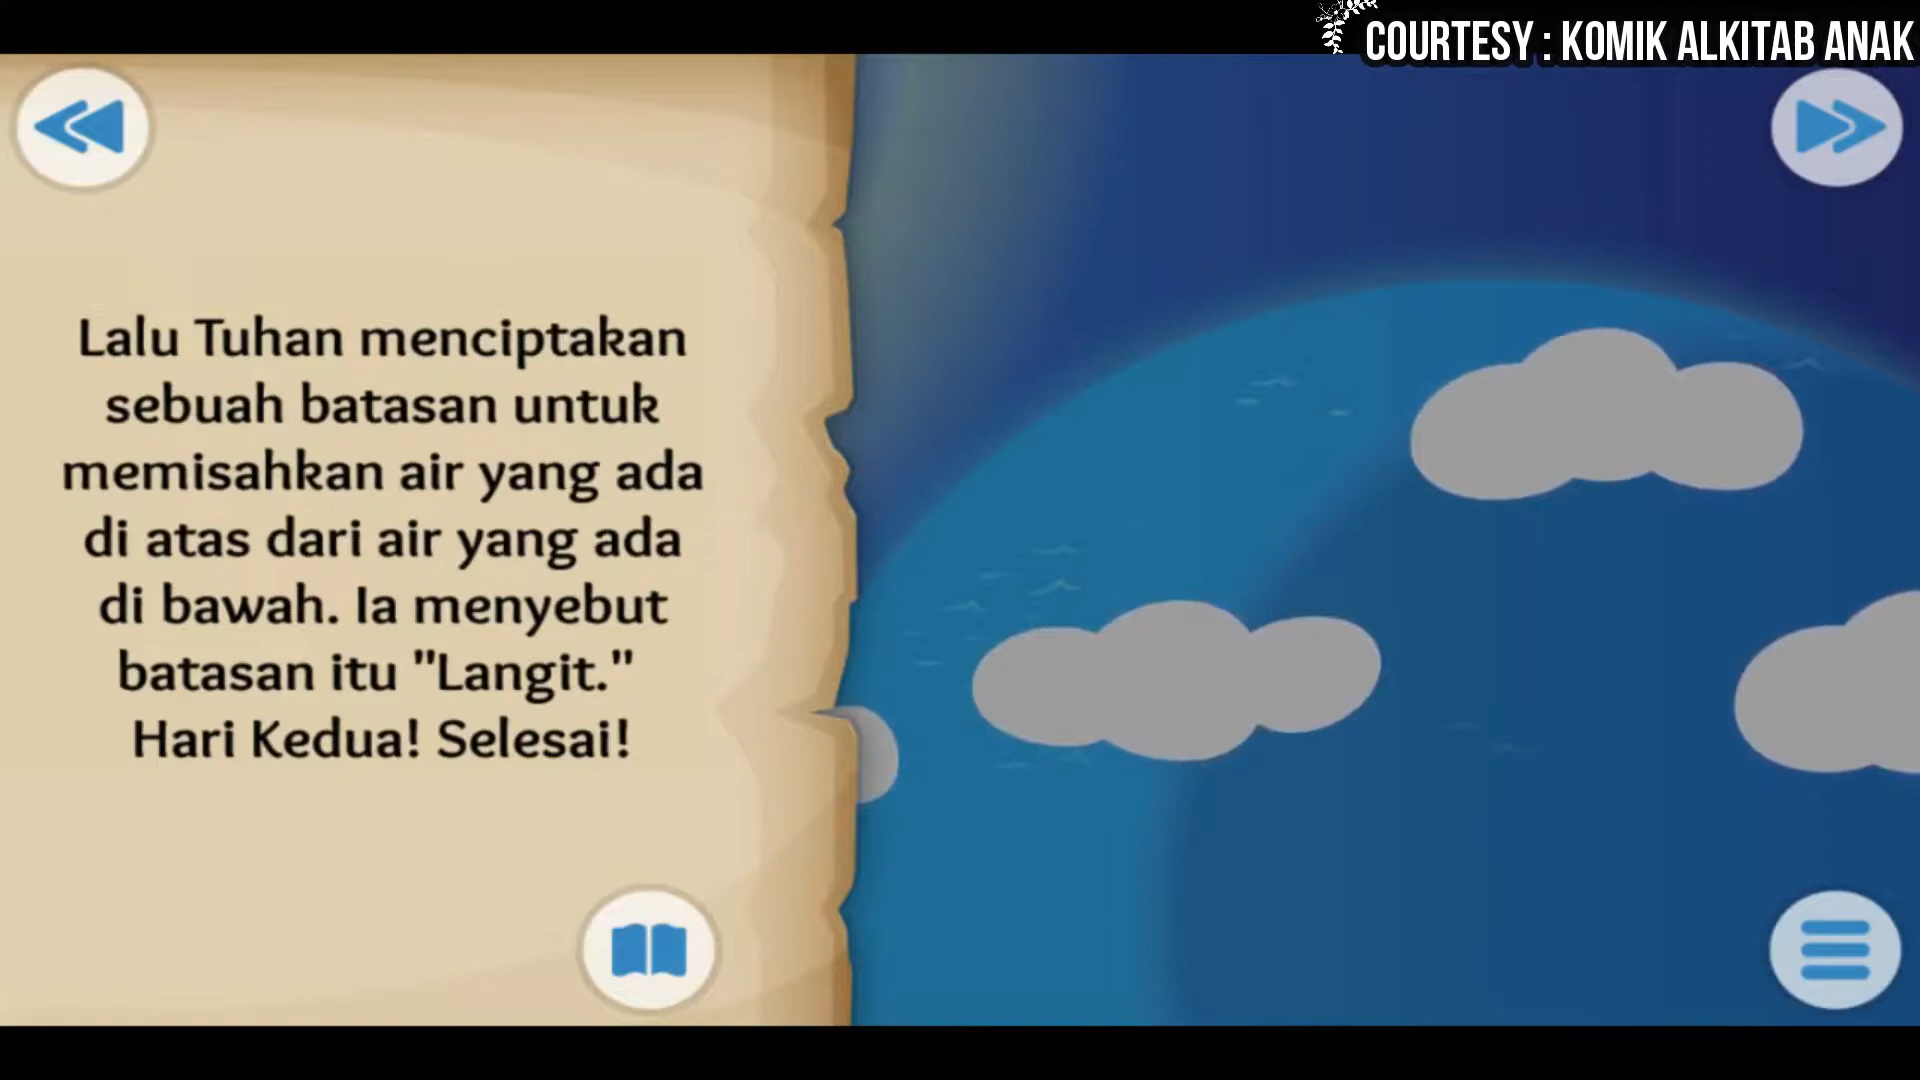 COURTESY : KOMIK ALKITAB ANAK
Lalu Tuhan menciptakan
sebuah batasan untuk
memisahkan air yang ada
di atas dari air yang ada
di bawah. Ia menyebut
batasan itu "Langit."
Hari Kedua! Selesai!